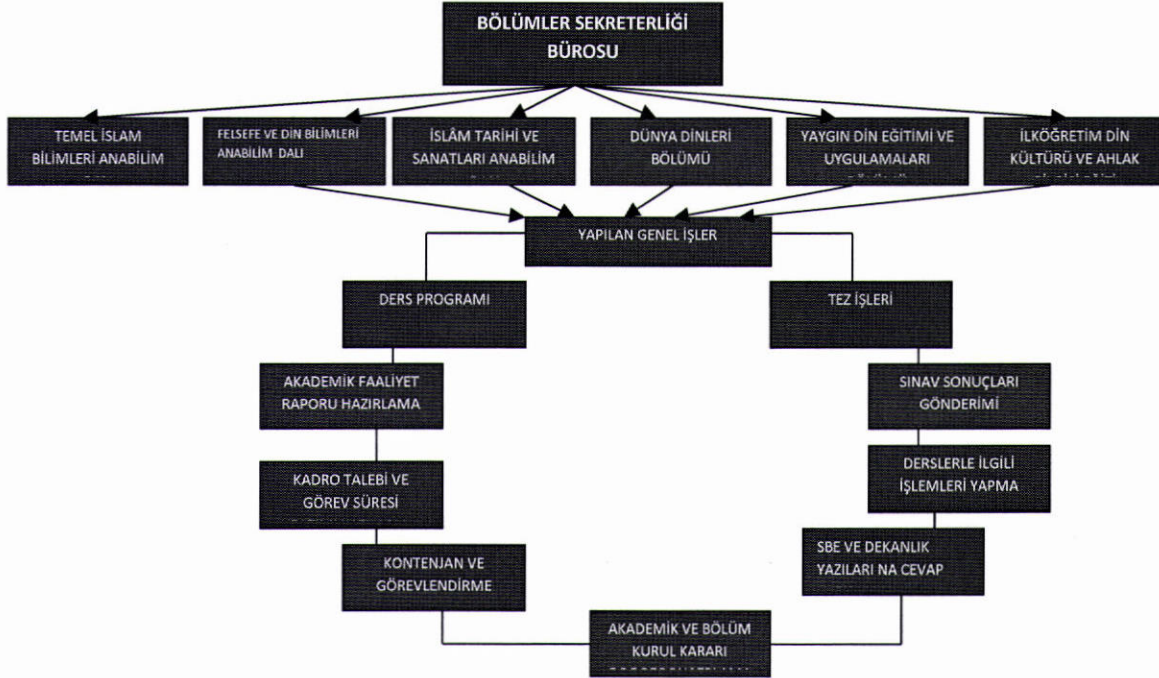 BÖLÜMLER SEKRETERLİĞİ
BÜROSU
TEMEL İSLAM
BİLİMLERİ ANABİLİM
FELSEFE VE DİN BİLİMLERİ
ANABİLİM DALI
İSLÂM TARİHİ VE
SANATLARI ANABİLİM
DÜNYA DİNLERİ
BÖLÜMÜ
YAYGIN DİN EĞİTİMİ VE
UYGULAMALARI
İLKÖĞRETİM DİN
KÜLTÜRÜ VE AHLAK
YAPILAN GENEL İŞLER
DERS PROGRAMI
TEZ İŞLERİ
AKADEMİK FAALİYET
RAPORU HAZIRLAMA
SINAV SONUÇLARI
GÖNDERİMİ
KADRO TALEBİ VE
GÖREV SÜRESİ
DERSLERLE İLGİLİ
İŞLEMLERİ YAPMA
KONTENJAN VE
GÖREVLENDİRME
SBE VE DEKANLIK
YAZILARI NA CEVAP
AKADEMİK VE BÖLÜM
KURUL KARARI